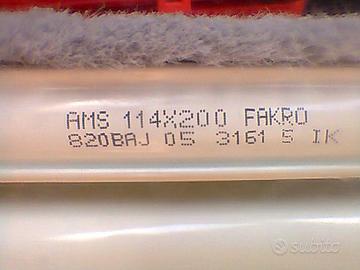 AMS 114X200 FAKRO
820BAJ 05 3161 5 IK
subito